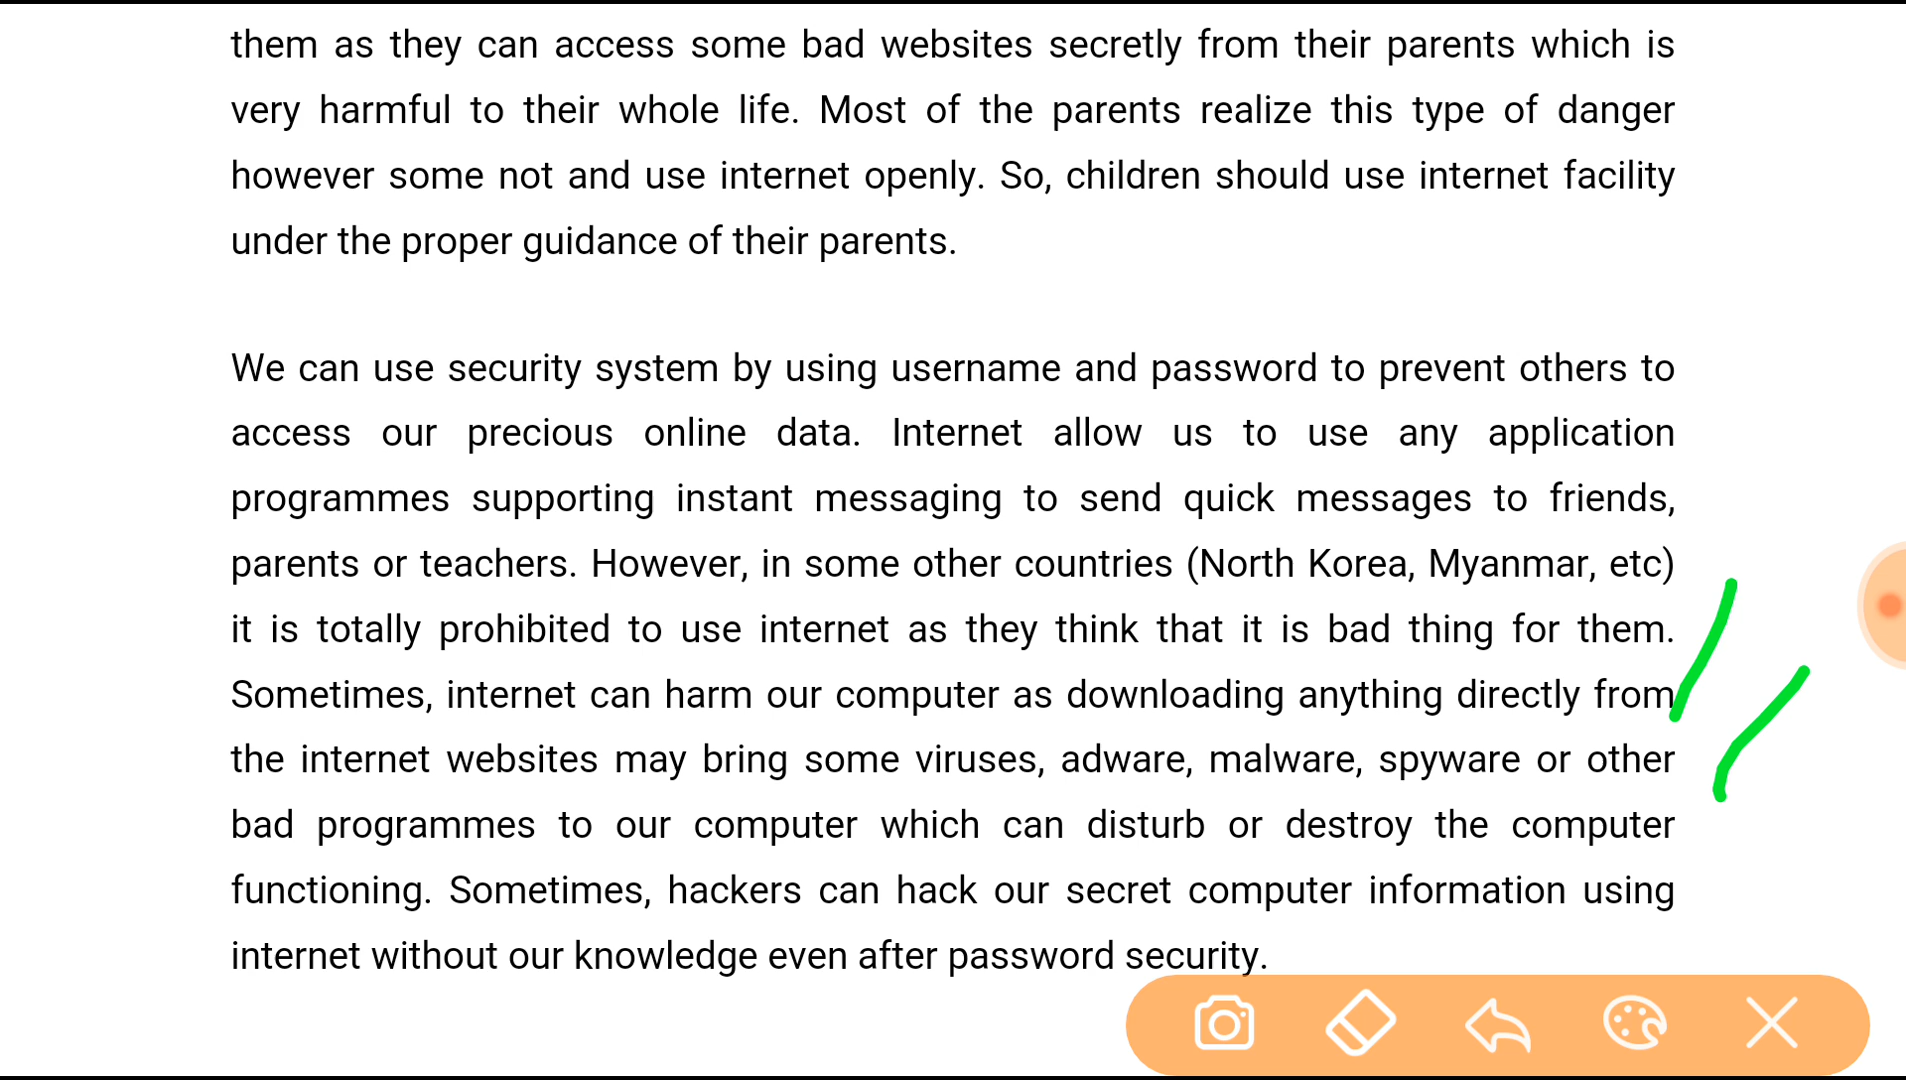 them as they can access some bad websites secretly from their parents which is
very harmful to their whole life. Most of the parents realize this type of danger
however some not and use internet openly. So, children should use internet facility
under the proper guidance of their parents.
We can use security system by using username and password to prevent others to
access our precious online data. Internet allow us to use any application
programmes supporting instant messaging to send quick messages to friends,
parents or teachers. However, in some other countries (North Korea, Myanmar, etc)
it is totally prohibited to use internet as they think that it is bad thing for them.
Sometimes, internet can harm our computer as downloading anything directly from
the internet websites may bring some viruses, adware, malware, spyware or other
bad programmes to our computer which can disturb or destroy the computer
functioning. Sometimes, hackers can hack our secret computer information using
internet without our knowledge even after password security.